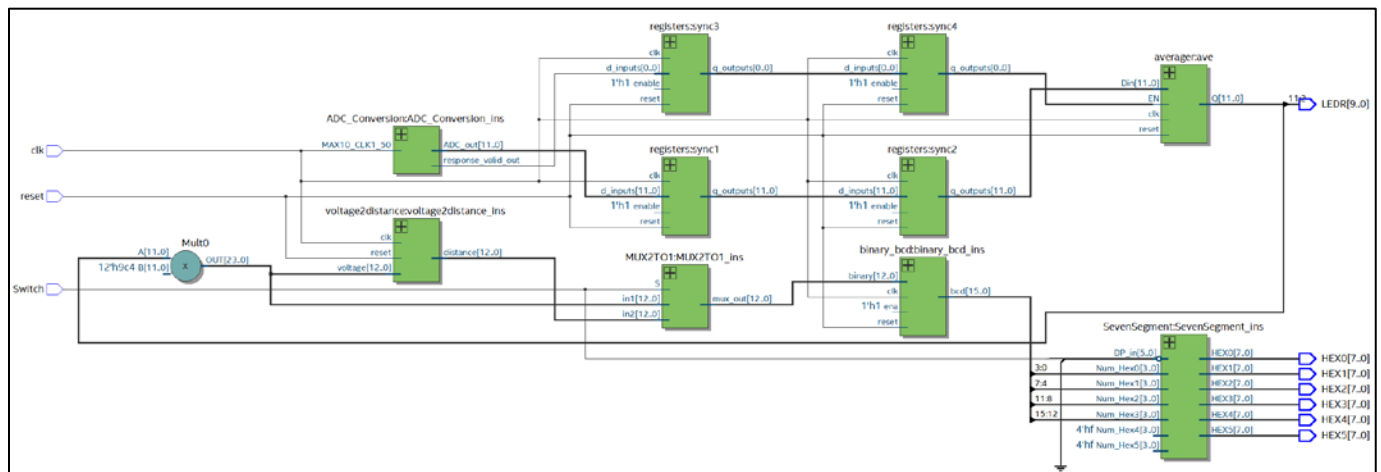 registers:sync3
clk
d_inputs[0..0]
1'h1 enable
reset
q_outputs[0..0]
registers:sync4
clk
d_inputs[0..0]
1'h1 enable
reset
q_outputs[0..0]
averager:ave
Din[11..0]
EN
clk
reset
Q[11..0]
LEDR[9..0]
ADC_Conversion:ADC_Conversion_ins
MAX10_CLK1_50
ADC_out[11..0]
response_valid_out
clk
reset
Switch
registers:sync1
clk
d_inputs[11..0]
1'h1 enable
reset
q_outputs[11..0]
registers:sync2
clk
d_inputs[11..0]
1'h1 enable
reset
q_outputs[11..0]
voltage2distance:voltage2distance_ins
clk
reset
voltage[12..0]
distance[12..0]
Mult0
A[11..0]
12'h9c4 B[11..0]
x
OUT[23..0]
MUX2TO1:MUX2TO1_ins
S
in1[12..0]
in2[12..0]
mux_out[12..0]
binary_bcd:binary_bcd_ins
binary[12..0]
clk
1'h1 ena
reset
bcd[15..0]
SevenSegment:SevenSegment_ins
DP_in[5..0]
3:0 Num_Hex0[3..0]
7:4 Num_Hex1[3..0]
11:8 Num_Hex2[3..0]
15:12 Num_Hex3[3..0]
4'hf Num_Hex4[3..0]
4'hf Num_Hex5[3..0]
HEX0[7..0]
HEX1[7..0]
HEX2[7..0]
HEX3[7..0]
HEX4[7..0]
HEX5[7..0]
HEX0[7..0]
HEX1[7..0]
HEX2[7..0]
HEX3[7..0]
HEX4[7..0]
HEX5[7..0]